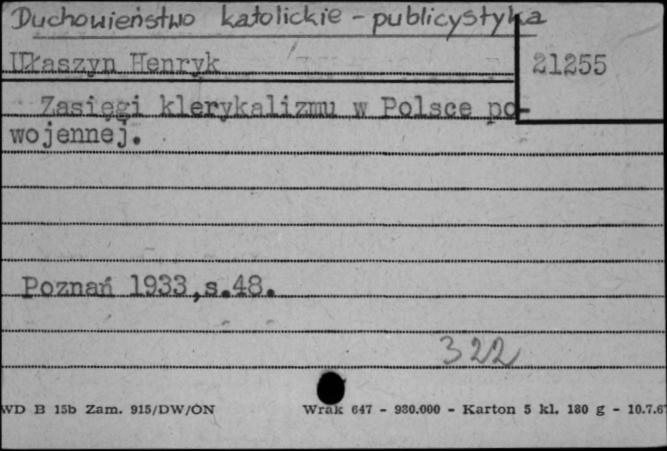 Duchowieństwo katolickie - publicystyka
Ułaszyn Henryk
21255
Zasięgi klerykalizmu w Polsce po-
wojennej.
Poznań 1933,s.48.
322
WD B 15b Zam. 915/DW/ON
Wrak 647 - 930.000 - Karton 5 kl. 180 g - 10.7.67